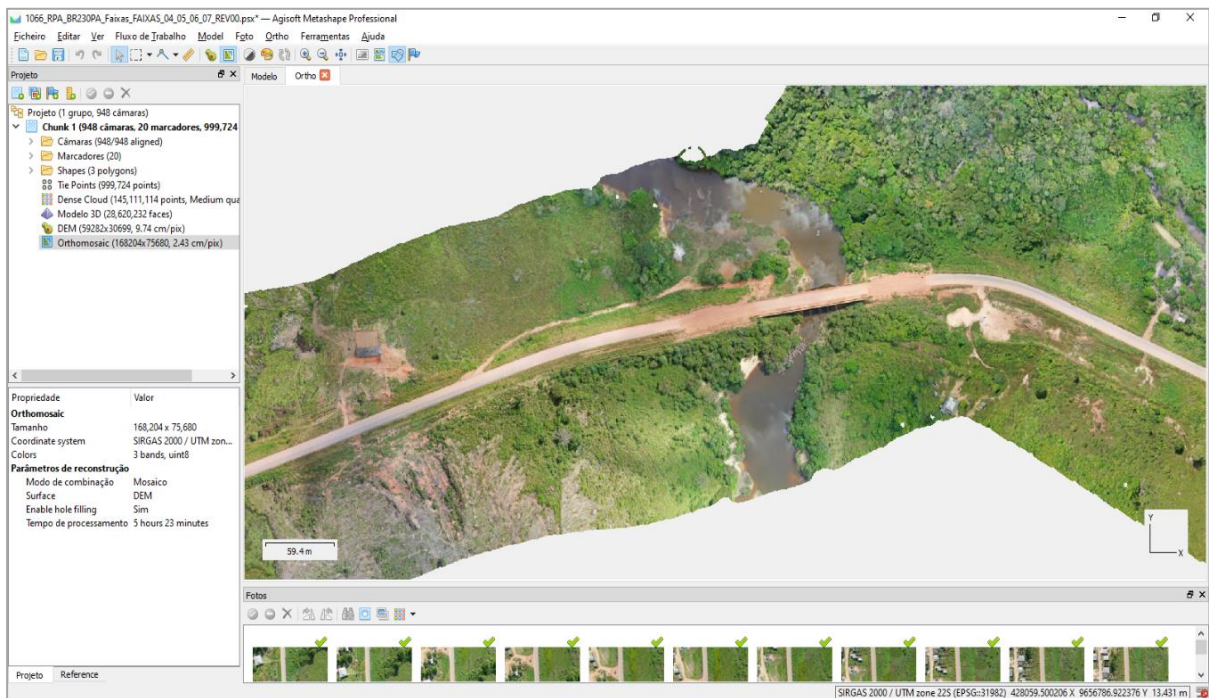 1066_RPA_BR230PA_Faixas_FAIXAS_04_05_06_07_REV00.psx* — Agisoft Metashape Professional
Ficheiro Editar Ver Fluxo de Trabalho Model Foto Ortho Ferramentas Ajuda
Projeto
Modelo Ortho
Projeto (1 grupo, 948 câmaras)
Chunk 1 (948 câmaras, 20 marcadores, 999,724
Câmaras (948/948 aligned)
Marcadores (20)
Shapes (3 polygons)
Tie Points (999,724 points)
Dense Cloud (145,111,114 points, Medium qua
Modelo 3D (28,620,232 faces)
DEM (59282x30699, 9.74 cm/pix)
Orthomosaic (168204x75680, 2.43 cm/pix)
Propriedade Valor
Orthomosaic
Tamanho 168,204 x 75,680
Coordinate system SIRGAS 2000 / UTM zon...
Colors 3 bands, uint8
Parâmetros de reconstrução
Modo de combinação Mosaico
Surface DEM
Enable hole filling Sim
Tempo de processamento 5 hours 23 minutes
59.4 m
Y
X
Fotos
Projeto Reference
SIRGAS 2000 / UTM zone 22S (EPSG::31982) 428059.500206 X 9656786.922376 Y 13.431 m